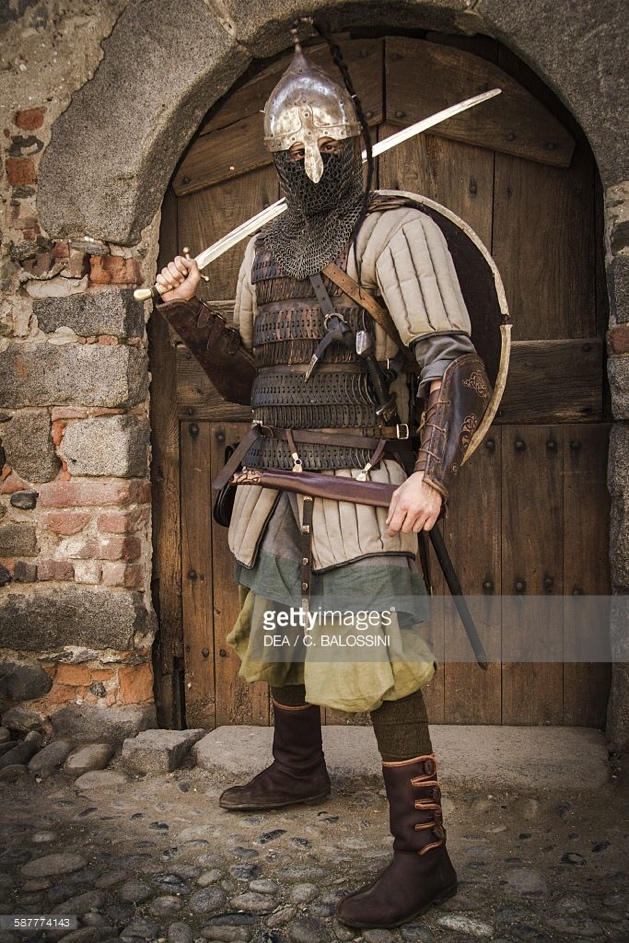 gettyimages
DEA / C. BALOSSINI
587774143